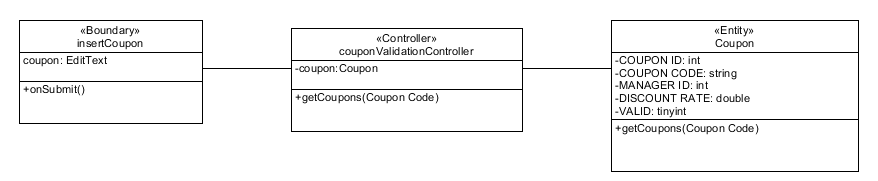 «Boundary»
insertCoupon
coupon: EditText
+onSubmit()
«Controller»
couponValidationController
-coupon:Coupon
+getCoupons(Coupon Code)
«Entity»
Coupon
-COUPON ID: int
-COUPON CODE: string
-MANAGER ID: int
-DISCOUNT RATE: double
-VALID: tinyint
+getCoupons(Coupon Code)